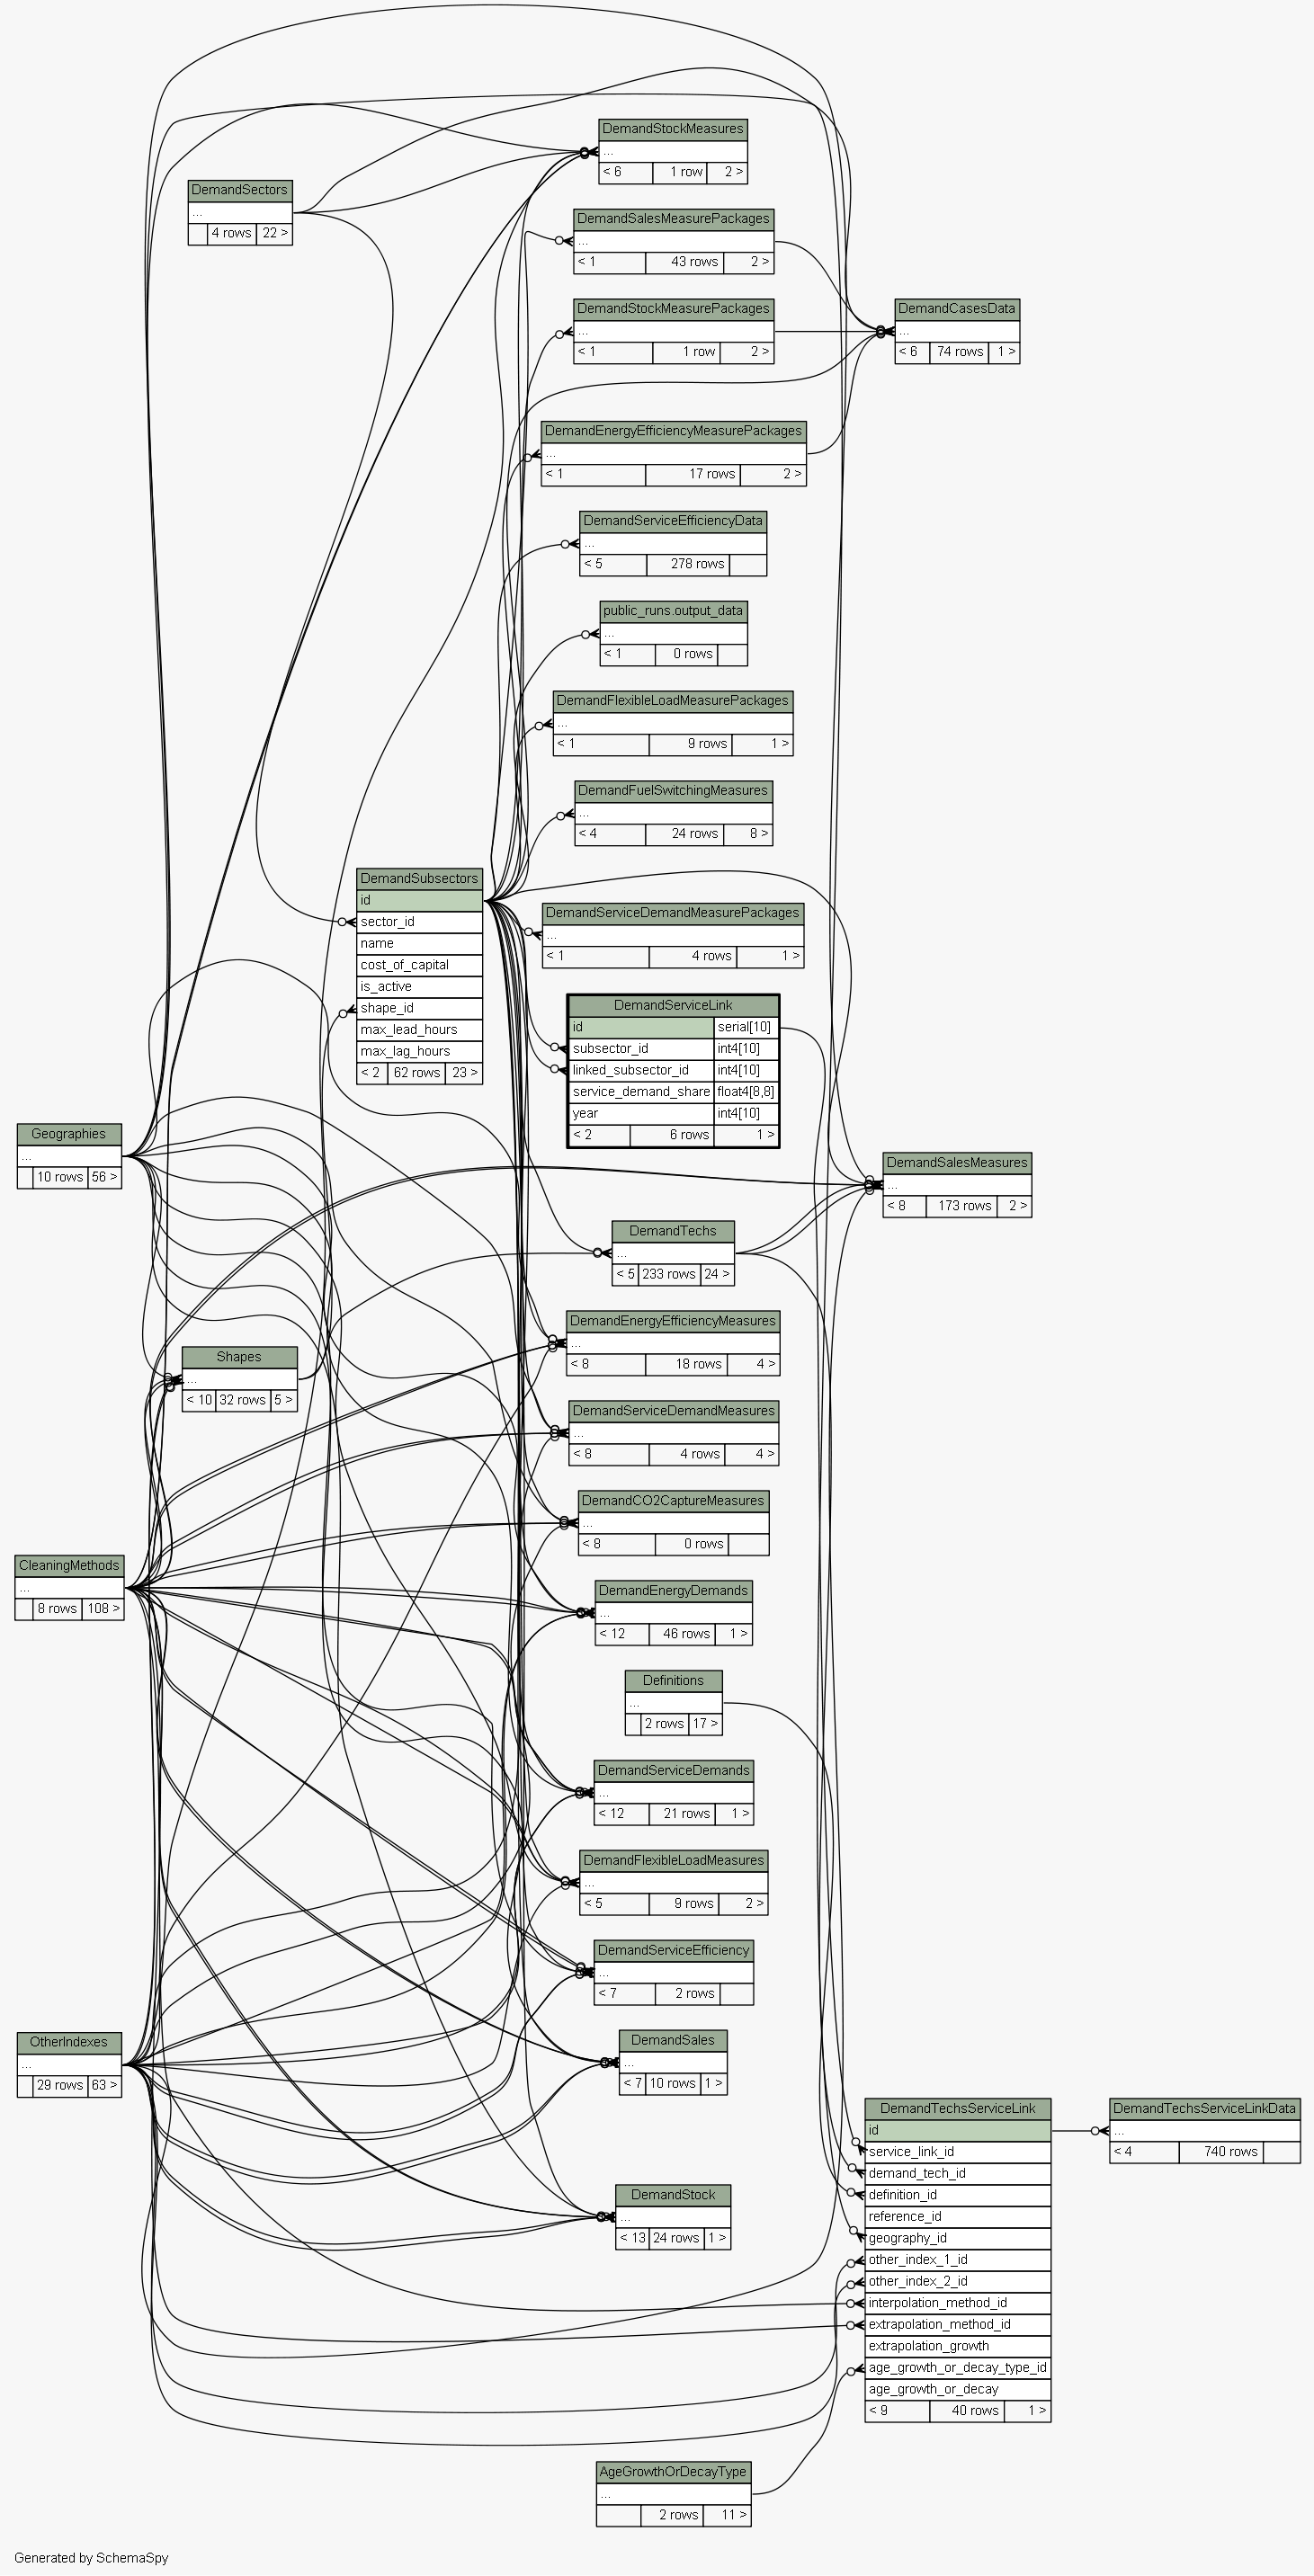 DemandStockMeasures
...
< 6 1 row 2 >
DemandSectors
...
4 rows 22 >
DemandSalesMeasurePackages
...
< 1 43 rows 2 >
DemandStockMeasurePackages
...
< 1 1 row 2 >
DemandCasesData
...
< 6 74 rows 1 >
DemandEnergyEfficiencyMeasurePackages
...
< 1 17 rows 2 >
DemandServiceEfficiencyData
...
< 5 278 rows
public_runs.output_data
...
< 1 0 rows
DemandFlexibleLoadMeasurePackages
...
< 1 9 rows 1 >
DemandFuelSwitchingMeasures
...
< 4 24 rows 8 >
DemandSubsectors
id
sector_id
name
cost_of_capital
is_active
shape_id
max_lead_hours
max_lag_hours
< 2 62 rows 23 >
DemandServiceDemandMeasurePackages
...
< 1 4 rows 1 >
DemandServiceLink
id serial[10]
subsector_id int4[10]
linked_subsector_id int4[10]
service_demand_share float4[8,8]
year int4[10]
< 2 6 rows 1 >
Geographies
...
10 rows 56 >
DemandSalesMeasures
...
< 8 173 rows 2 >
DemandTechs
...
< 5 233 rows 24 >
DemandEnergyEfficiencyMeasures
...
< 8 18 rows 4 >
Shapes
...
< 10 32 rows 5 >
DemandServiceDemandMeasures
...
< 8 4 rows 4 >
DemandCO2CaptureMeasures
...
< 8 0 rows
CleaningMethods
...
8 rows 108 >
DemandEnergyDemands
...
< 12 46 rows 1 >
Definitions
...
2 rows 17 >
DemandServiceDemands
...
< 12 21 rows 1 >
DemandFlexibleLoadMeasures
...
< 5 9 rows 2 >
DemandServiceEfficiency
...
< 7 2 rows
OtherIndexes
...
29 rows 63 >
DemandSales
...
< 7 10 rows 1 >
DemandTechsServiceLink
id
service_link_id
demand_tech_id
definition_id
reference_id
geography_id
other_index_1_id
other_index_2_id
interpolation_method_id
extrapolation_method_id
extrapolation_growth
age_growth_or_decay_type_id
age_growth_or_decay
< 9 40 rows 1 >
DemandTechsServiceLinkData
...
< 4 740 rows
DemandStock
...
< 13 24 rows 1 >
AgeGrowthOrDecayType
...
2 rows 11 >
Generated by SchemaSpy